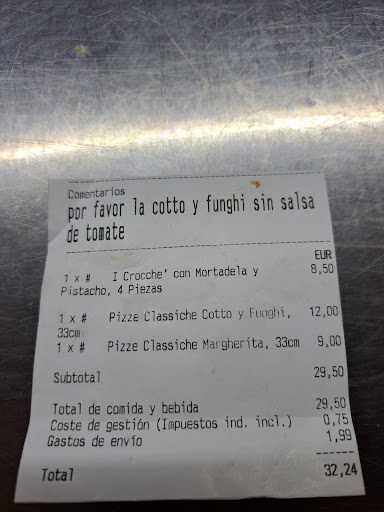 Comentarios
por favor la cotto y funghi sin salsa
de tomate
EUR
1 x # I Crocche' con Mortadela y 8,50
Pistacho, 4 Piezas
1 x # Pizze Classiche Cotto y Funghi, 12,00
33cm
1 x # Pizze Classiche Margherita, 33cm 9,00
Subtotal 29,50
Total de comida y bebida 29,50
Coste de gestión (Impuestos ind. incl.) 0,75
Gastos de envío 1,99
Total 32,24